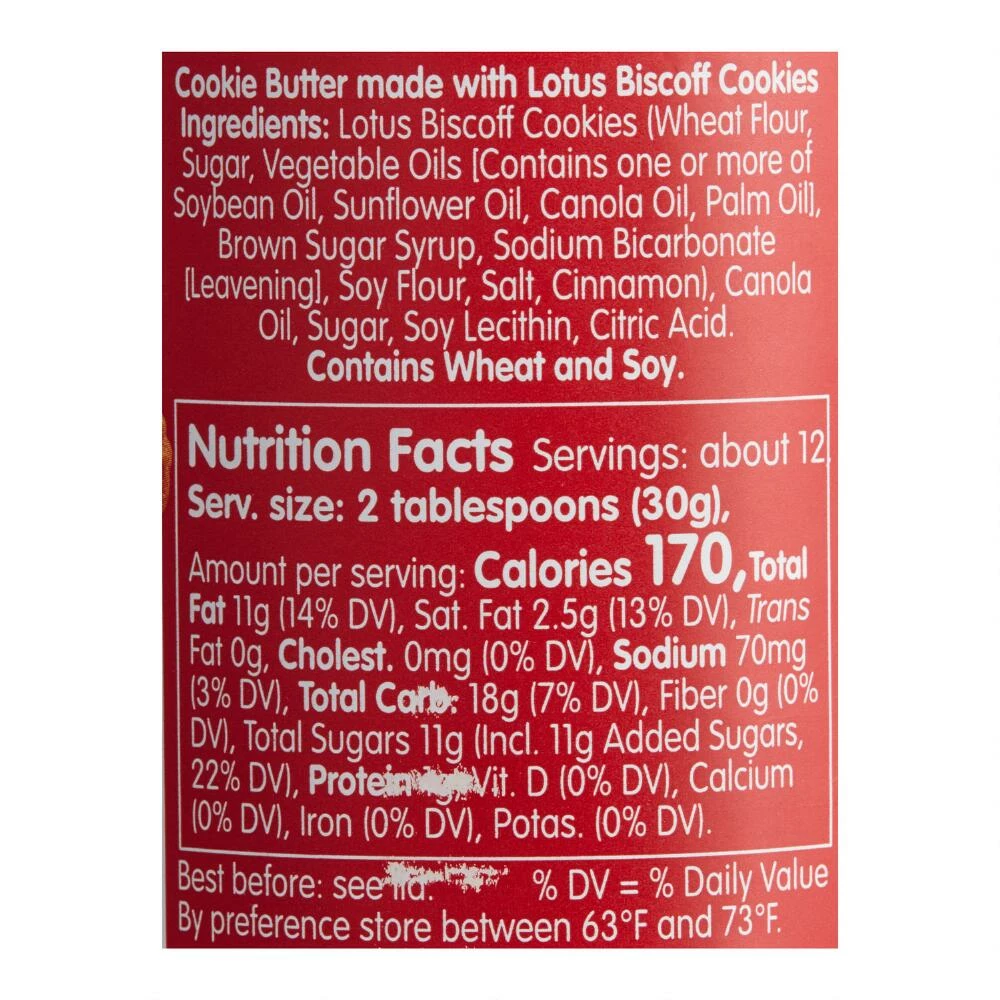 Cookie Butter made with Lotus Biscoff Cookies
Ingredients: Lotus Biscoff Cookies (Wheat Flour,
Sugar, Vegetable Oils [Contains one or more of
Soybean Oil, Sunflower Oil, Canola Oil, Palm Oil],
Brown Sugar Syrup, Sodium Bicarbonate
[Leavening], Soy Flour, Salt, Cinnamon), Canola
Oil, Sugar, Soy Lecithin, Citric Acid.
Contains Wheat and Soy.
Nutrition Facts Servings: about 12,
Serv. size: 2 tablespoons (30g),
Amount per serving: Calories 170, Total
Fat 11g (14% DV), Sat. Fat 2.5g (13% DV), Trans
Fat 0g, Cholest. 0mg (0% DV), Sodium 70mg
(3% DV), Total Carb. 18g (7% DV), Fiber 0g (0%
DV), Total Sugars 11g (Incl. 11g Added Sugars,
22% DV), Protein Vit. D (0% DV), Calcium
(0% DV), Iron (0% DV), Potas. (0% DV).
Best before: see lid. % DV = % Daily Value
By preference store between 63°F and 73°F.